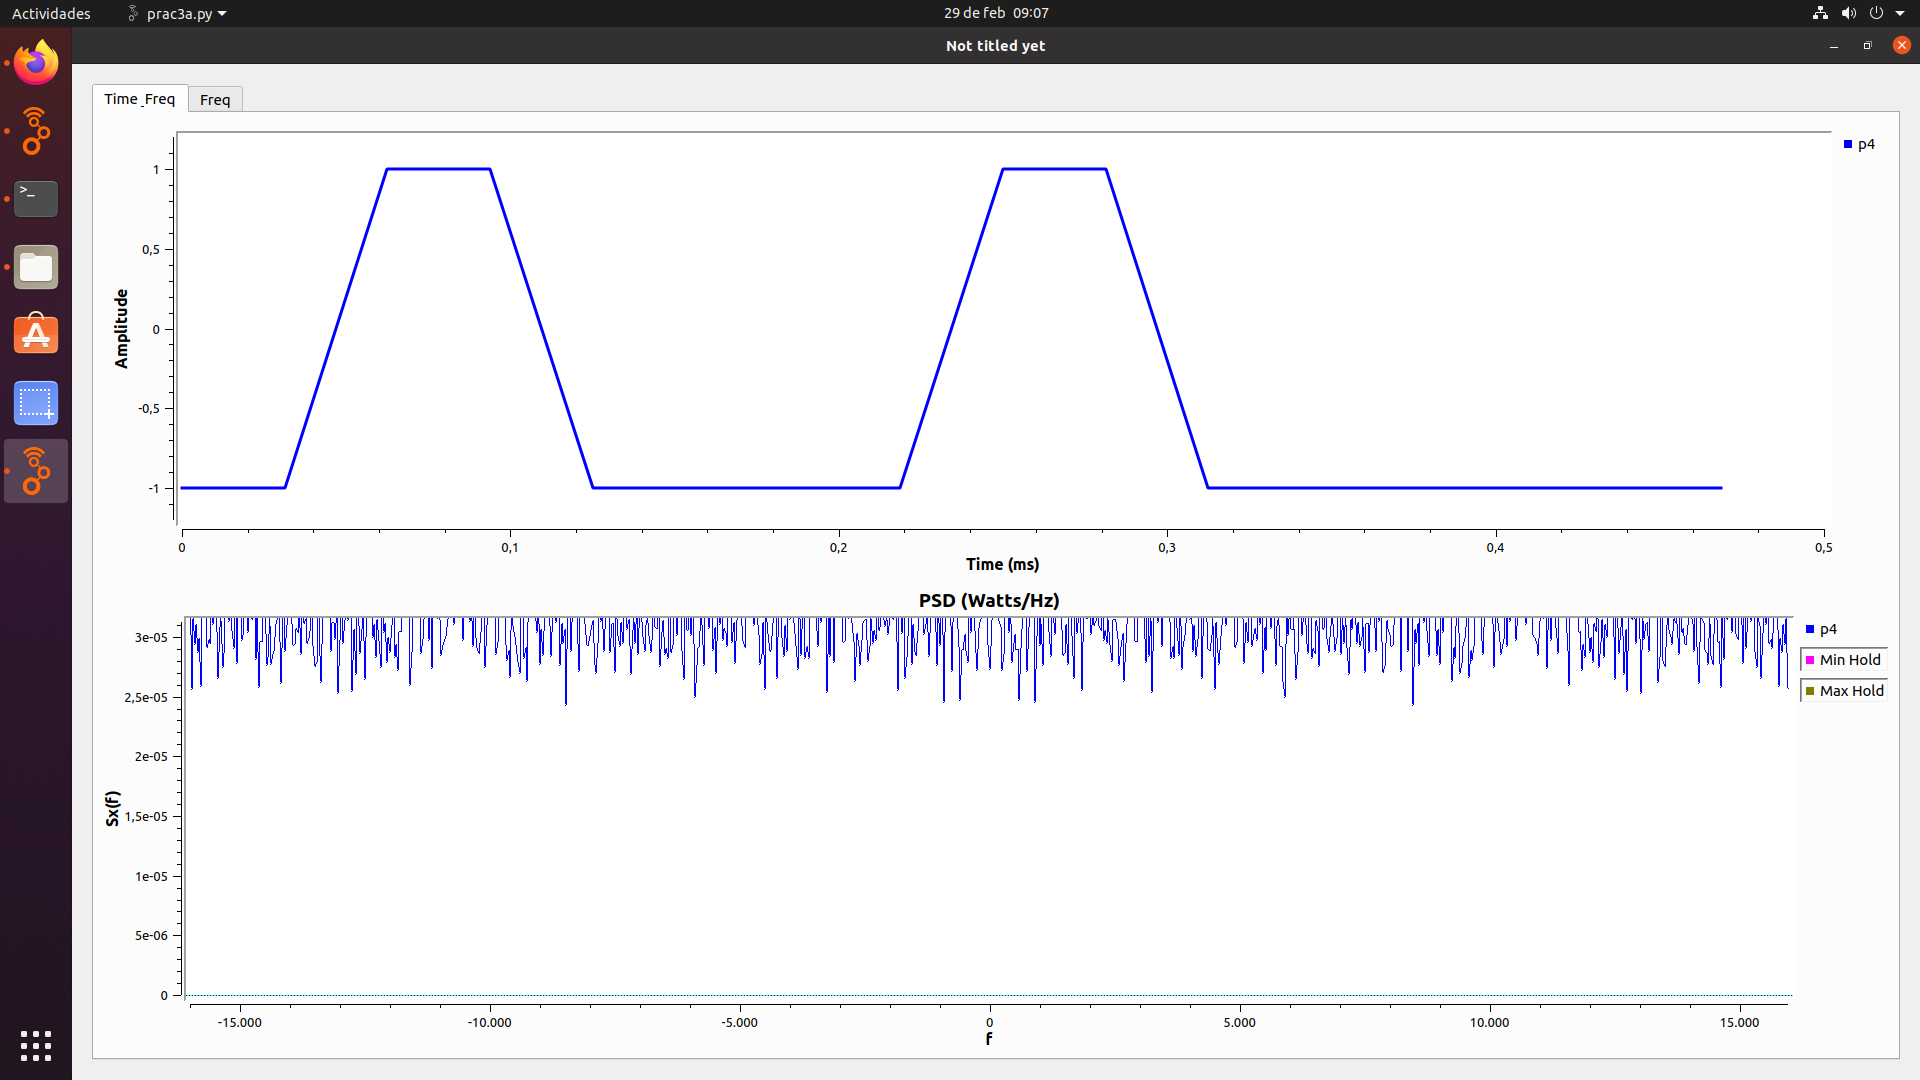 Actividades
prac3a.py
29 de feb 09:07
Not titled yet
Time_Freq
Freq
p4
1
0,5
0
-0,5
-1
Amplitude
0
0,1
0,2
0,3
0,4
0,5
Time (ms)
PSD (Watts/Hz)
p4
Min Hold
Max Hold
3e-05
2,5e-05
2e-05
1,5e-05
1e-05
5e-06
0
Sx(f)
-15.000
-10.000
-5.000
0
5.000
10.000
15.000
f